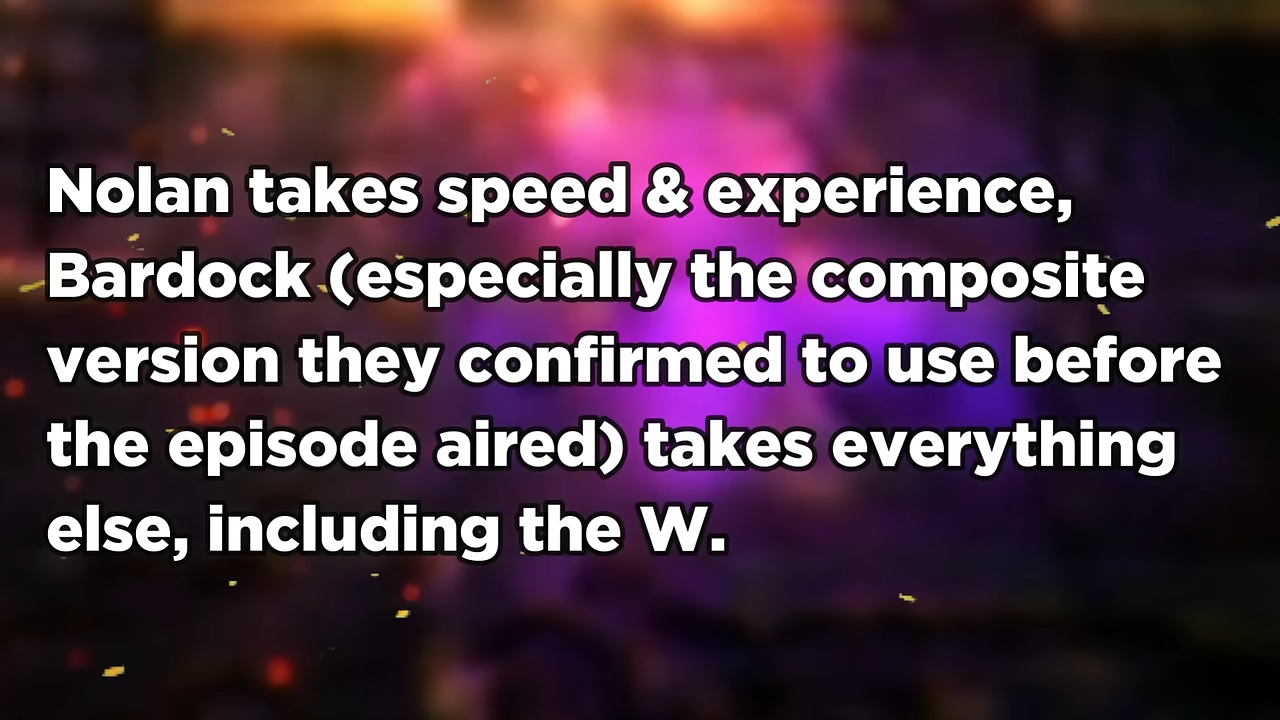 Nolan takes speed & experience,
Bardock (especially the composite
version they confirmed to use before
the episode aired) takes everything
else, including the W.